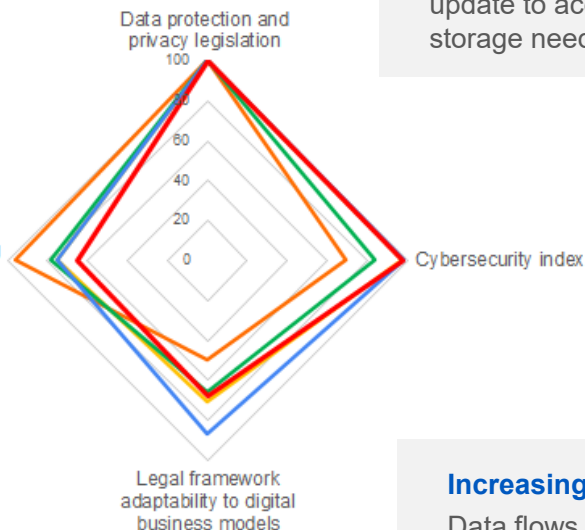 update to acc
storage need
Data protection and
privacy legislation
100
80
60
40
20
0
Cybersecurity index
Legal framework
adaptability to digital
business models
Increasing
Data flows